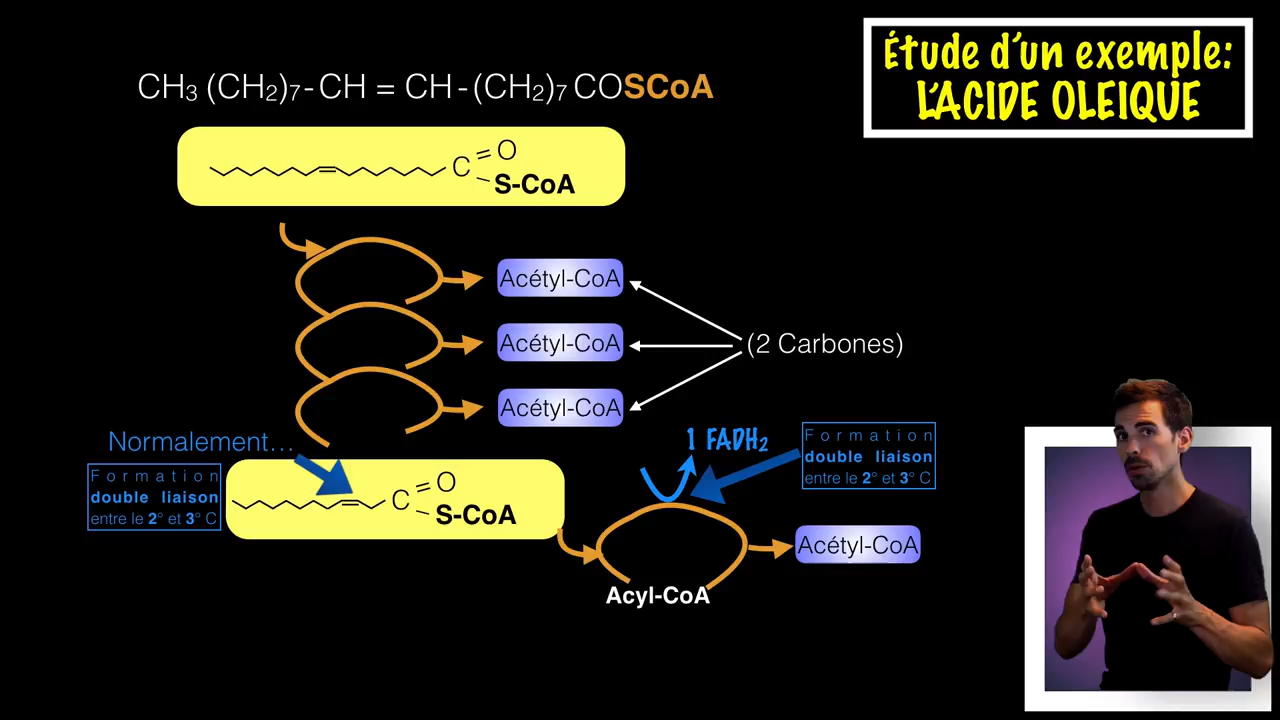 Étude d'un exemple:
L'ACIDE OLEIQUE
CH3 (CH2)7 - CH = CH - (CH2)7 COSCoA
C = O
- S-CoA
Acétyl-CoA
Acétyl-CoA
(2 Carbones)
Acétyl-CoA
Normalement...
Formation
double liaison
entre le 2° et 3° C
C = O
- S-CoA
1 FADH2
Formation
double liaison
entre le 2° et 3° C
Acétyl-CoA
Acyl-CoA